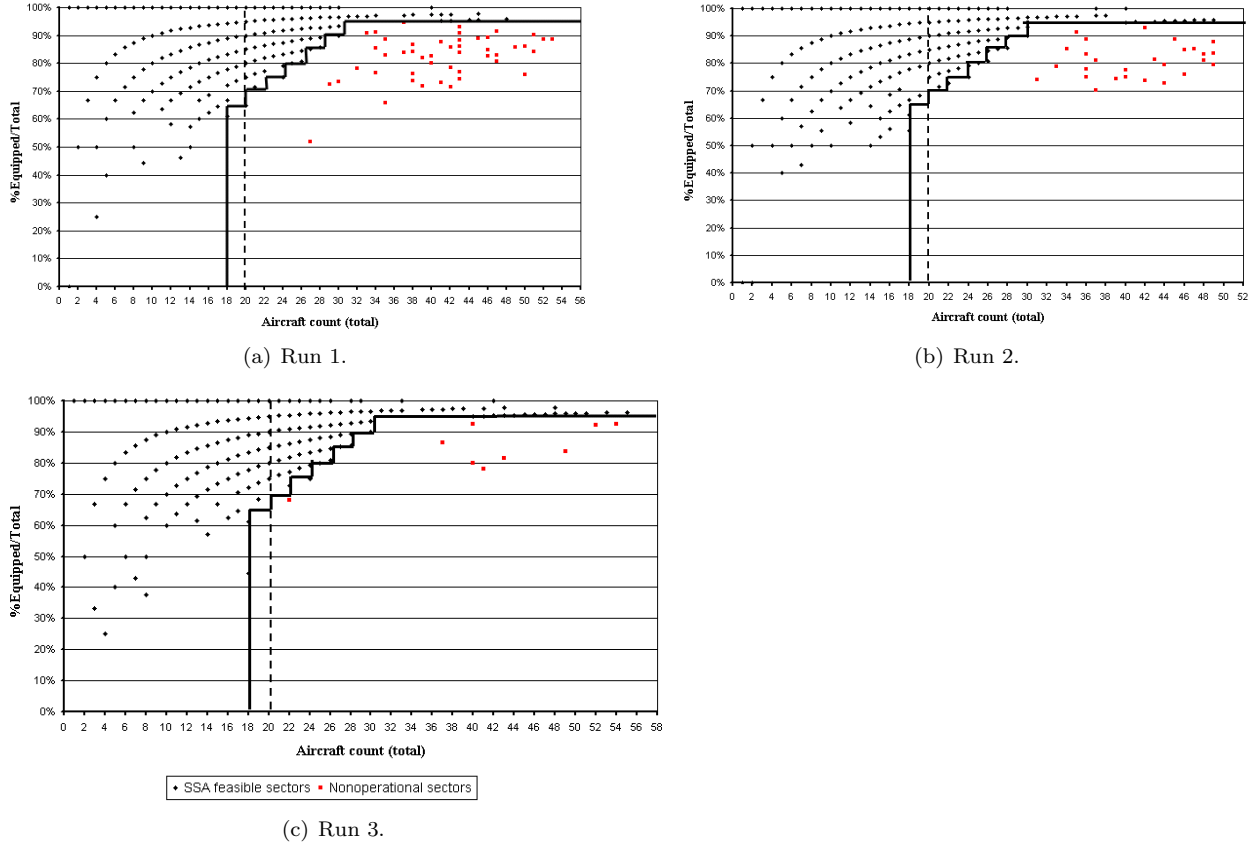 100%
90%
80%
70%
60%
50%
40%
30%
20%
10%
0%
%Equipped/Total
0 2 4 6 8 10 12 14 16 18 20 22 24 26 28 30 32 34 36 38 40 42 44 46 48 50 52 54 56
Aircraft count (total)
(a) Run 1.
100%
90%
80%
70%
60%
50%
40%
30%
20%
10%
0%
%Equipped/Total
0 2 4 6 8 10 12 14 16 18 20 22 24 26 28 30 32 34 36 38 40 42 44 46 48 50 52
Aircraft count (total)
(b) Run 2.
100%
90%
80%
70%
60%
50%
40%
30%
20%
10%
0%
%Equipped/Total
0 2 4 6 8 10 12 14 16 18 20 22 24 26 28 30 32 34 36 38 40 42 44 46 48 50 52 54 56 58
Aircraft count (total)
SSA feasible sectors Nonoperational sectors
(c) Run 3.